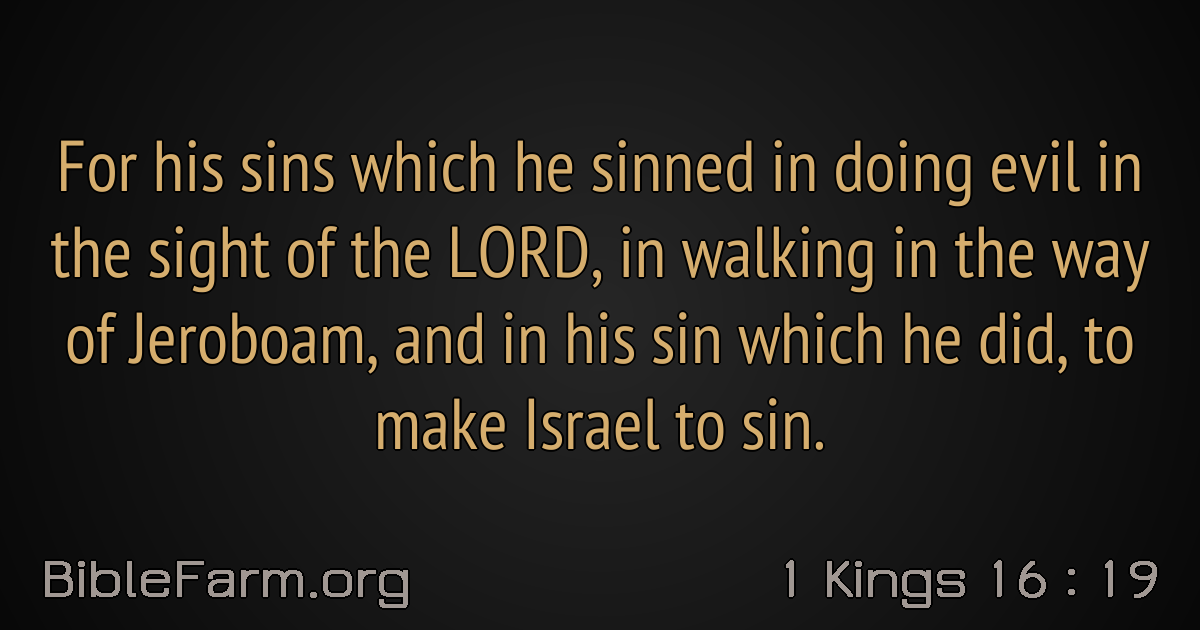 For his sins which he sinned in doing evil in
the sight of the LORD, in walking in the way
of Jeroboam, and in his sin which he did, to
make Israel to sin.
BibleFarm.org
1 Kings 16 : 19